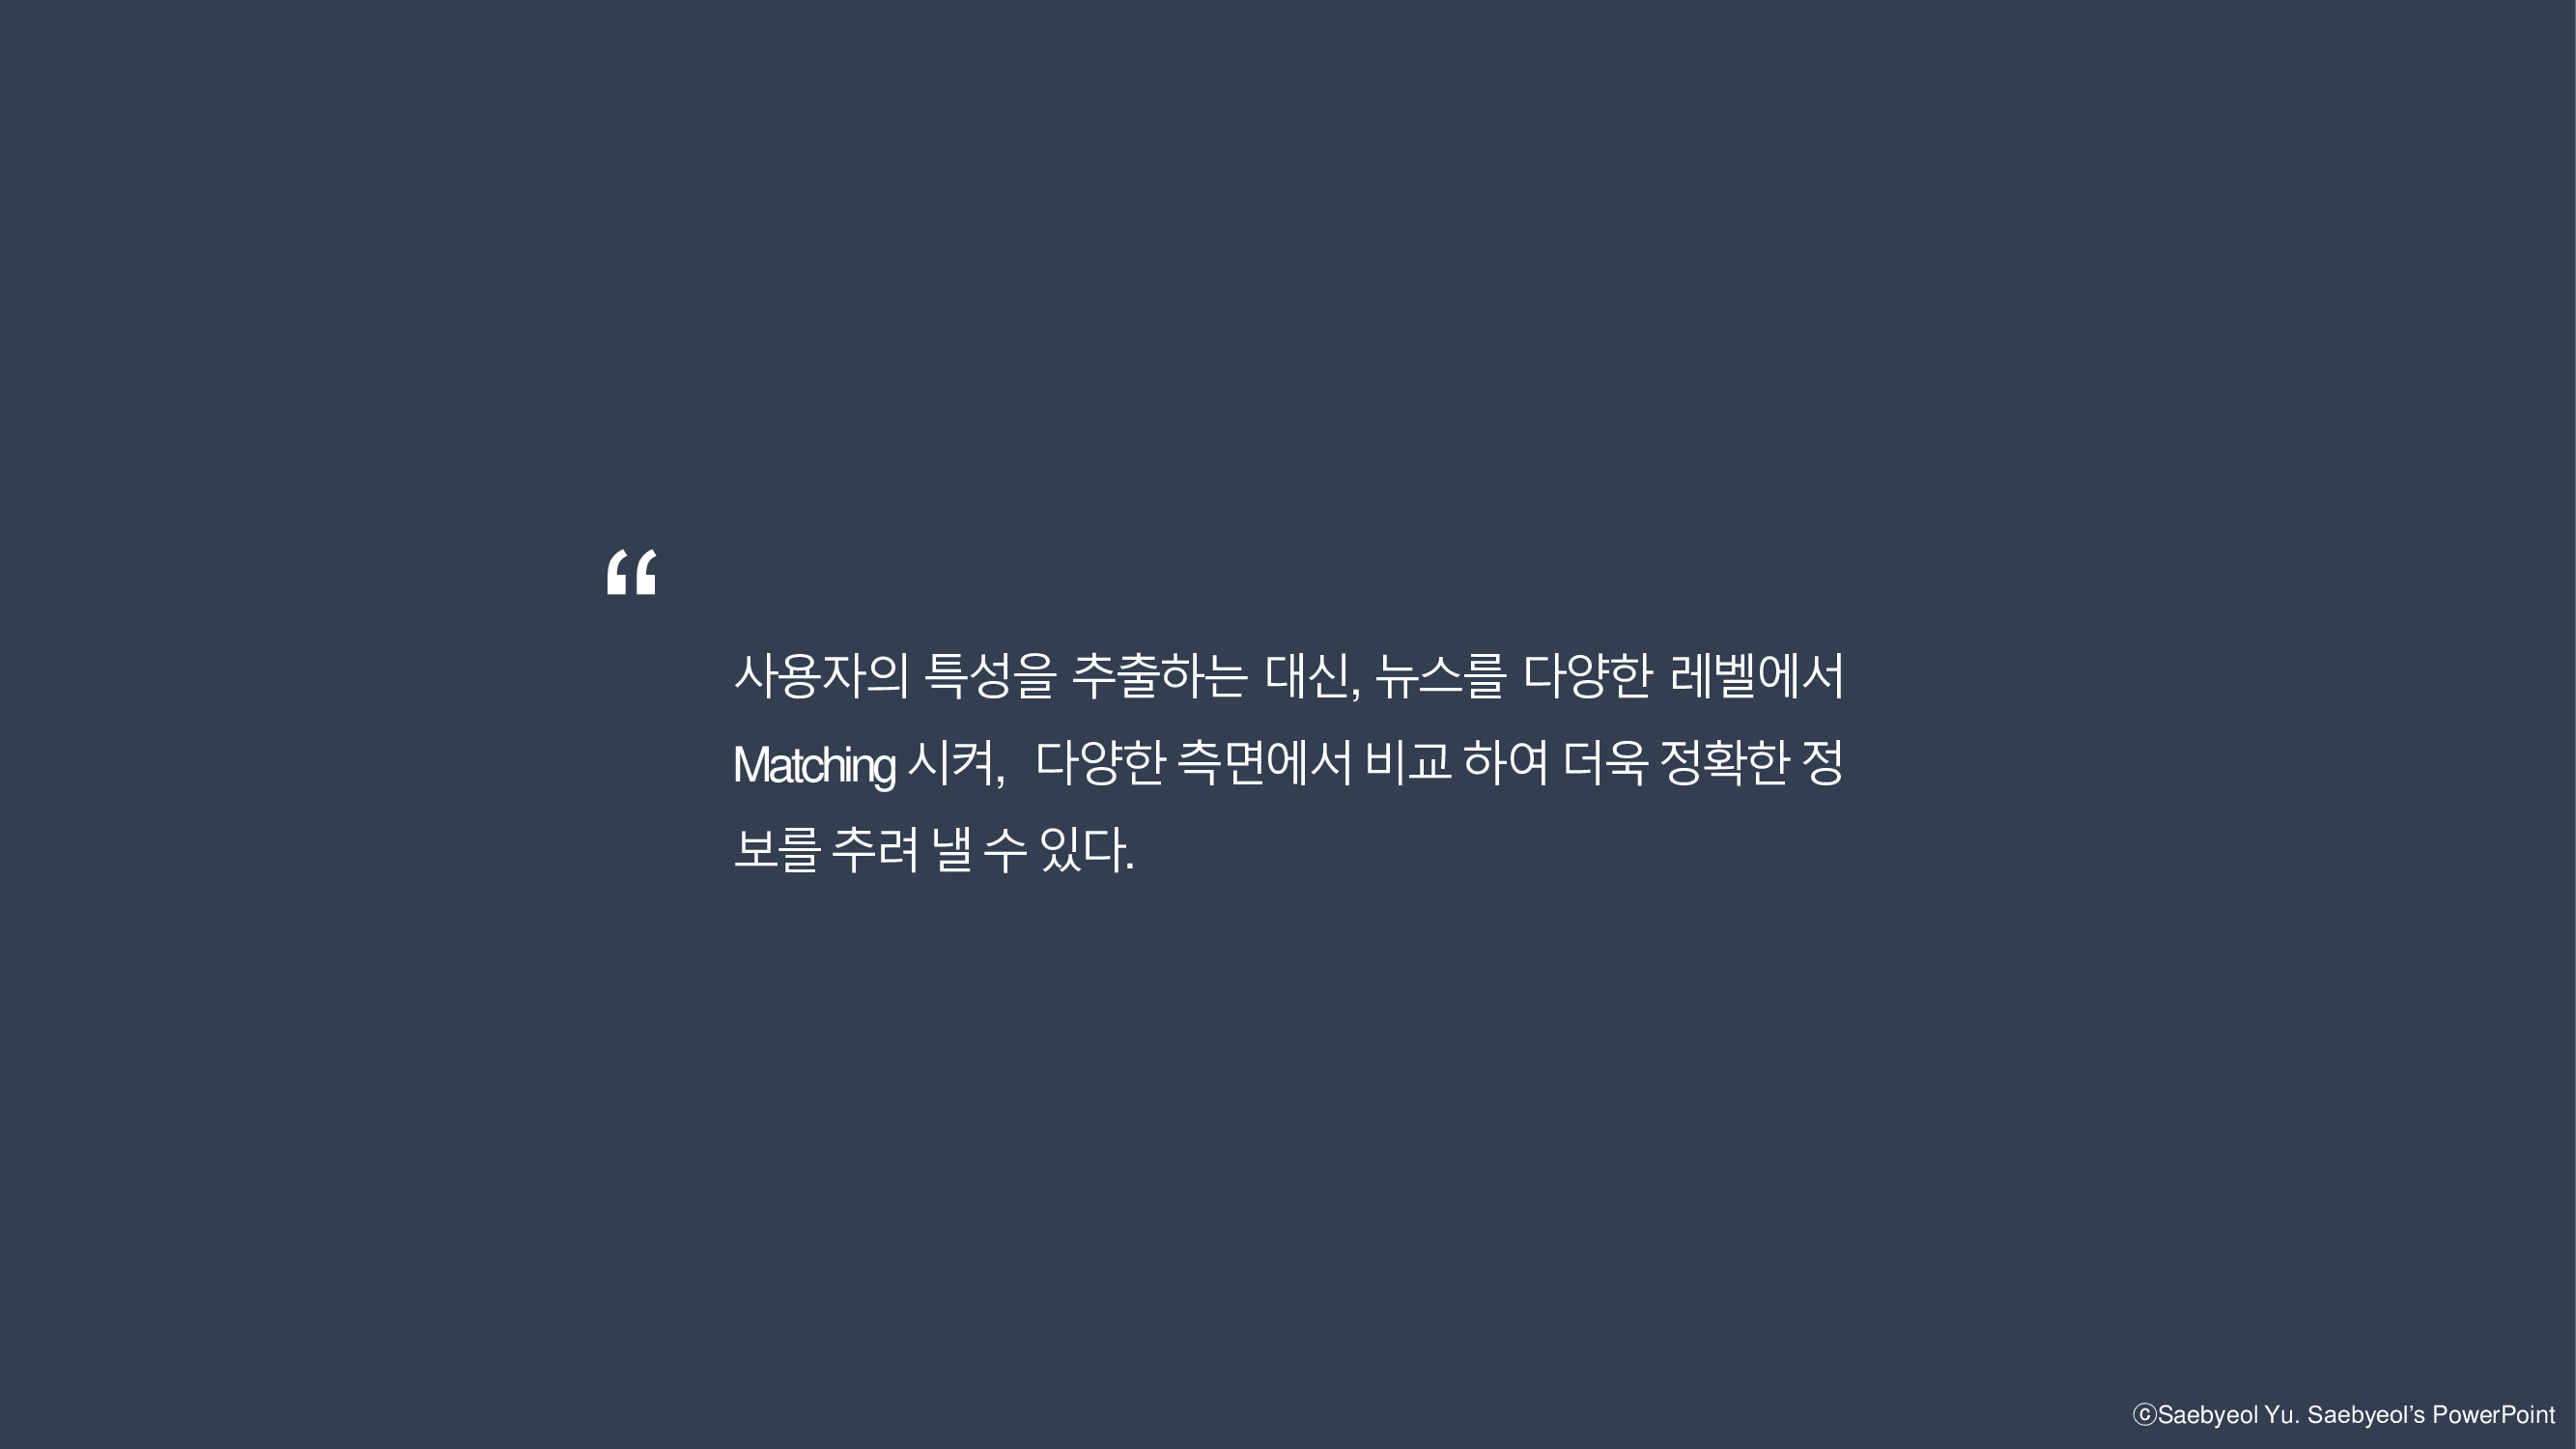 “
사용자의 특성을 추출하는 대신, 뉴스를 다양한 레벨에서
Matching 시켜, 다양한 측면에서 비교 하여 더욱 정확한 정
보를 추려 낼 수 있다.
ⓒSaebyeol Yu. Saebyeol’s PowerPoint